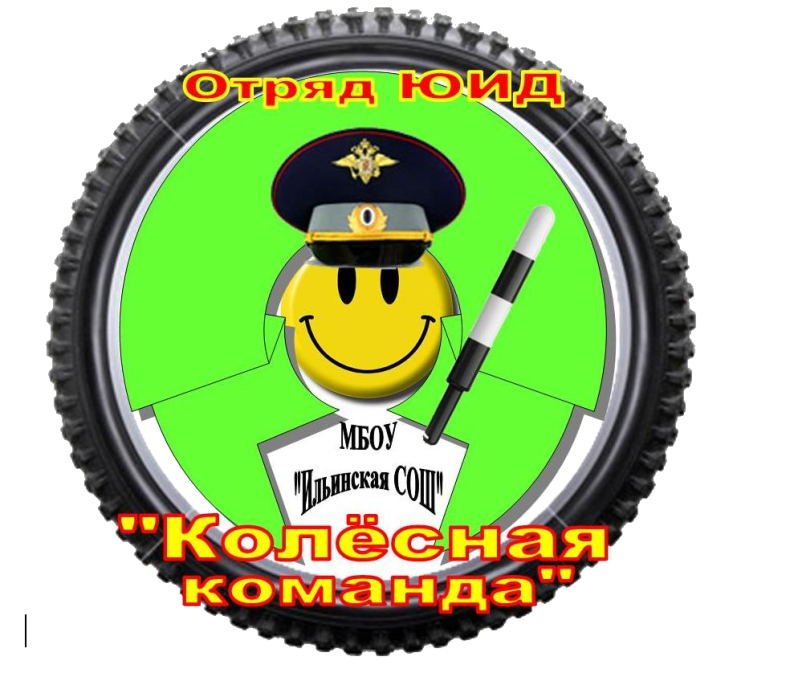 Отряд ЮИД
МБОУ
"Ильинская СОШ"
"Колёсная
команда"